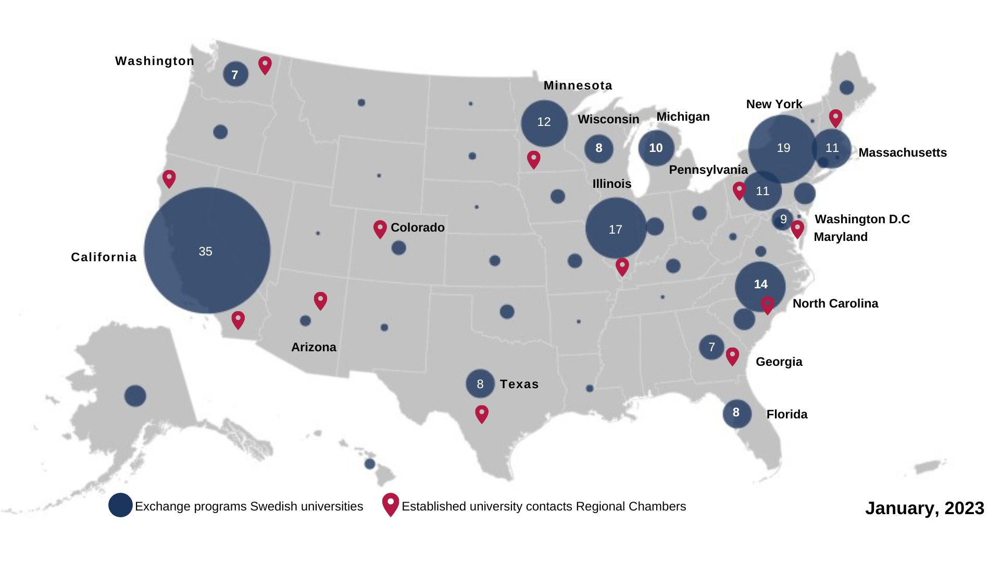 Washington
7
Minnesota
12
Wisconsin
8
Michigan
10
New York
19
11
Massachusetts
Pennsylvania
11
Illinois
17
9
Washington D.C
Maryland
Colorado
California
35
14
North Carolina
Arizona
7
Georgia
8
Texas
8
Florida
Exchange programs Swedish universities
Established university contacts Regional Chambers
January, 2023